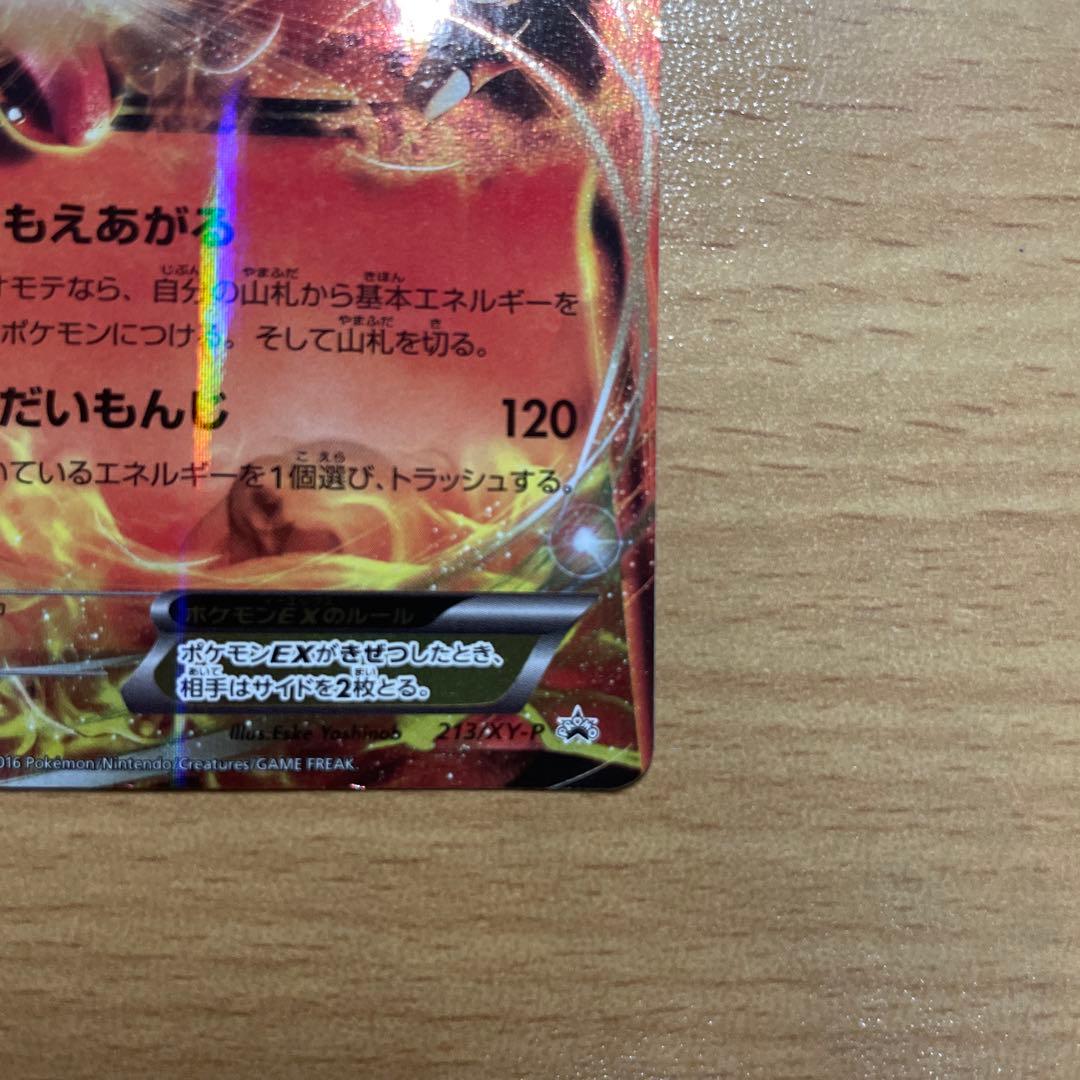 もえあがる
オモテなら、自分の山札から基本エネルギーを
ポケモンにつける。そして山札を切る。
だいもんじ 120
いているエネルギーを1個選び、トラッシュする。
ポケモンEXのルール
ポケモンEXがきぜつしたとき、
相手はサイドを2枚とる。
Illus.Eske Yoshinob 213/XY-P PROMO
016 Pokémon/Nintendo/Creatures/GAME FREAK.